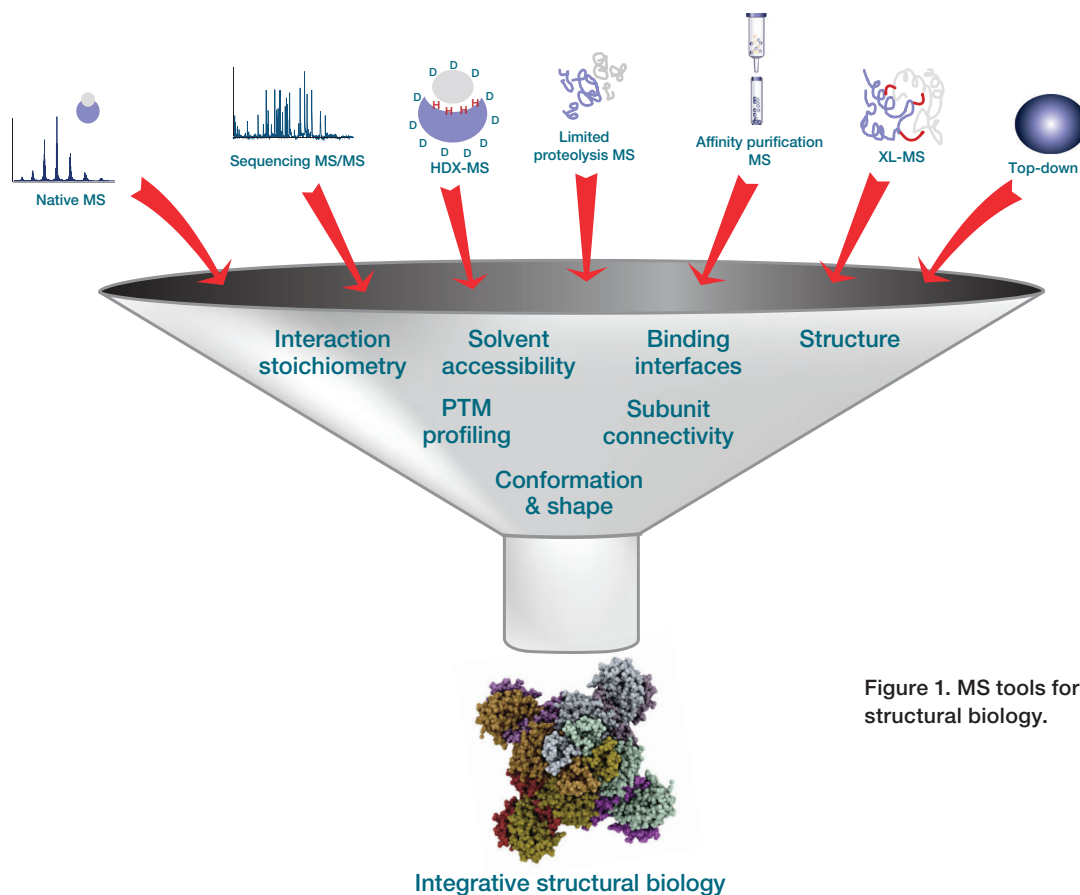 Native MS
Sequencing MS/MS
D
D
D
D
D
H
H
H
H
D
D
D
D
D
D
HDX-MS
Limited
proteolysis MS
Affinity purification
MS
XL-MS
Top-down
Interaction
stoichiometry
Solvent
accessibility
Binding
interfaces
Structure
PTM
profiling
Subunit
connectivity
Conformation
& shape
Figure 1. MS tools for
structural biology.
Integrative structural biology